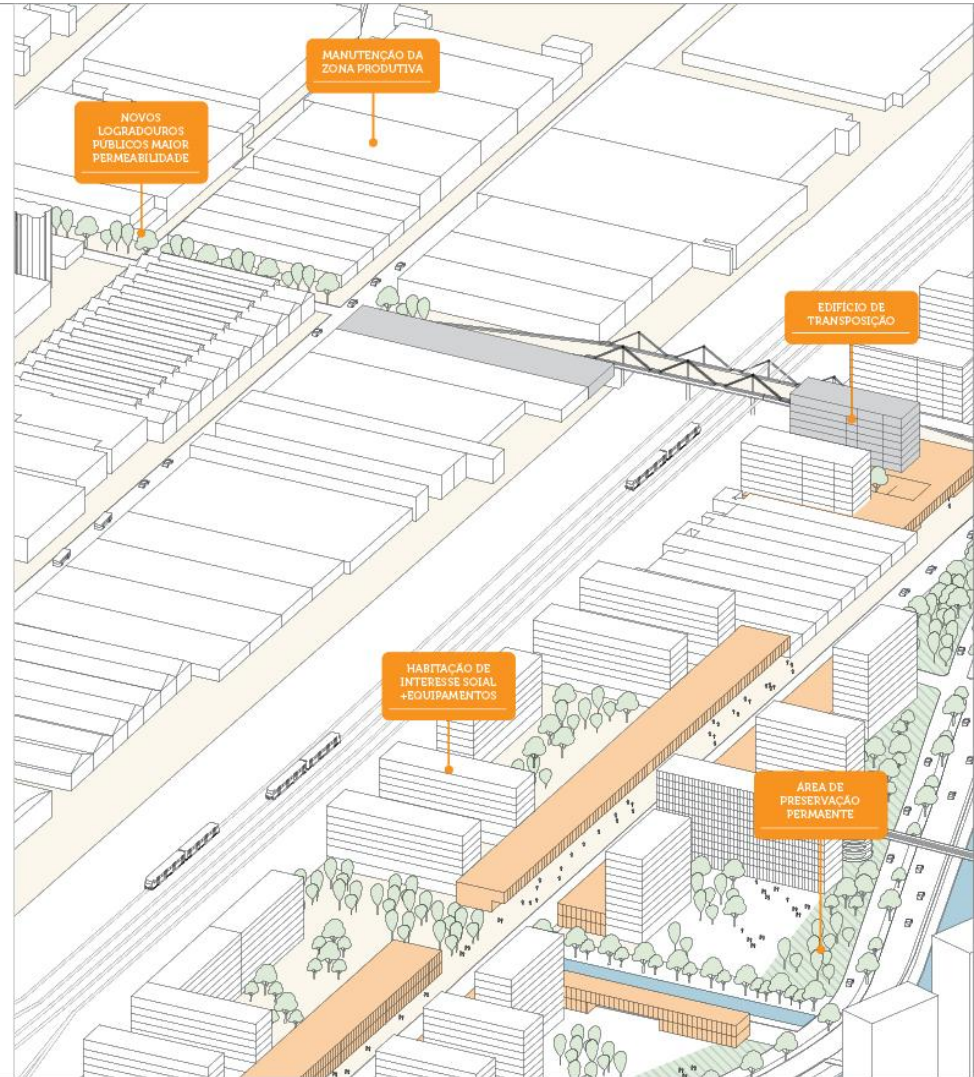 MANUTENÇÃO DA
ZONA PRODUTIVA
NOVOS
LOGRADOUROS
PÚBLICOS MAIOR
PERMEABILIDADE
EDIFÍCIO DE
TRANSPOSIÇÃO
HABITAÇÃO DE
INTERESSE SOIAL
+EQUIPAMENTOS
ÁREA DE
PRESERVAÇÃO
PERMAENTE